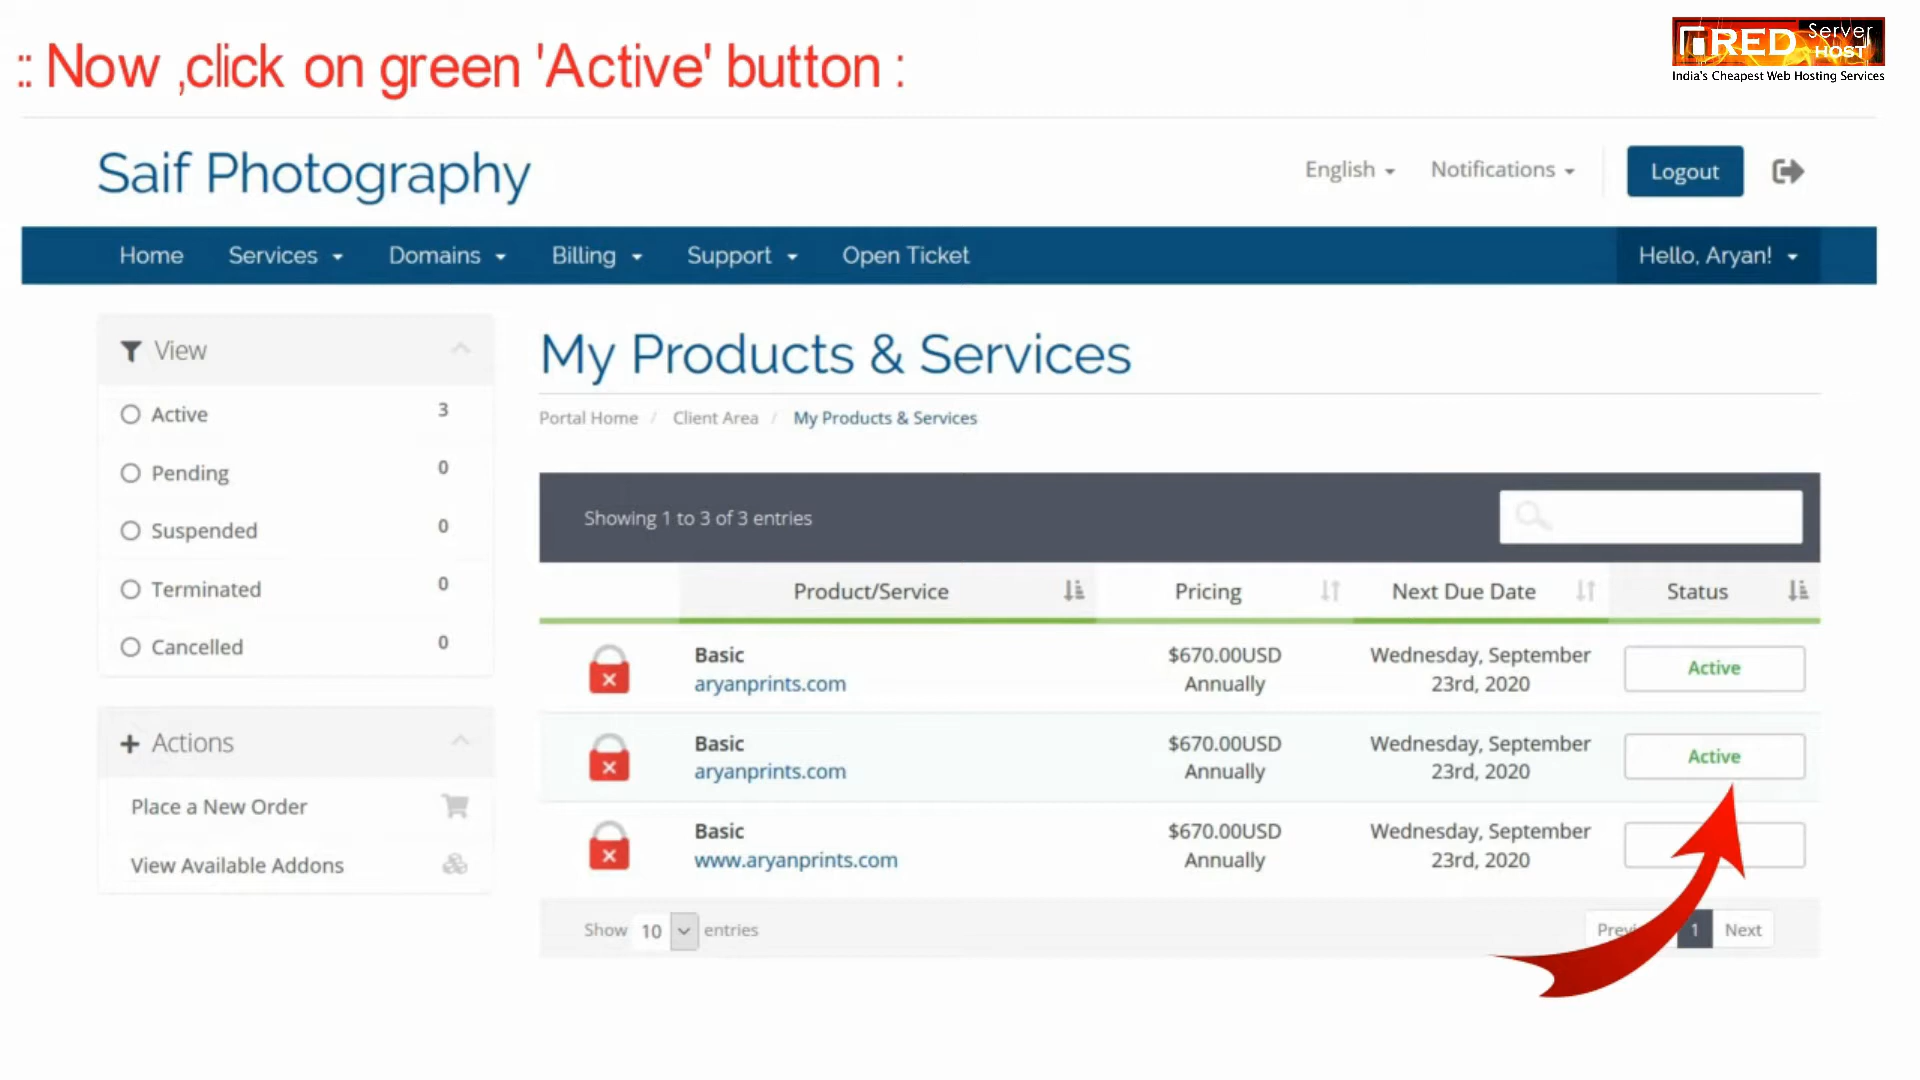 :: Now ,click on green 'Active' button :
RED Server HOST
India's Cheapest Web Hosting Services
Saif Photography
English
Notifications
Logout
Home
Services
Domains
Billing
Support
Open Ticket
Hello, Aryan!
View
Active 3
Pending 0
Suspended 0
Terminated 0
Cancelled 0
Actions
Place a New Order
View Available Addons
My Products & Services
Portal Home / Client Area / My Products & Services
Showing 1 to 3 of 3 entries
Product/Service Pricing Next Due Date Status
Basic
aryanprints.com
$670.00USD
Annually
Wednesday, September
23rd, 2020
Active
Basic
aryanprints.com
$670.00USD
Annually
Wednesday, September
23rd, 2020
Active
Basic
www.aryanprints.com
$670.00USD
Annually
Wednesday, September
23rd, 2020
Show 10 entries
1 Next